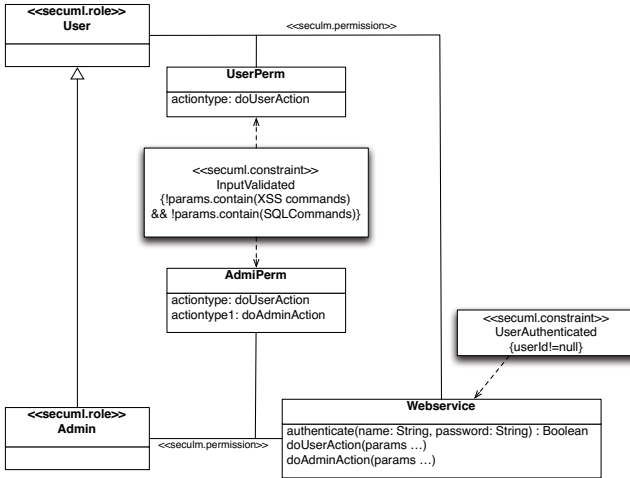 <<secuml.role>>
User
<<seculm.permission>>
UserPerm
actiontype: doUserAction
<<secuml.constraint>>
InputValidated
{!params.contain(XSS commands)
&& !params.contain(SQLCommands)}
AdmiPerm
actiontype: doUserAction
actiontype1: doAdminAction
<<secuml.constraint>>
UserAuthenticated
{userId!=null}
<<secuml.role>>
Admin
<<seculm.permission>>
Webservice
authenticate(name: String, password: String) : Boolean
doUserAction(params ...)
doAdminAction(params ...)